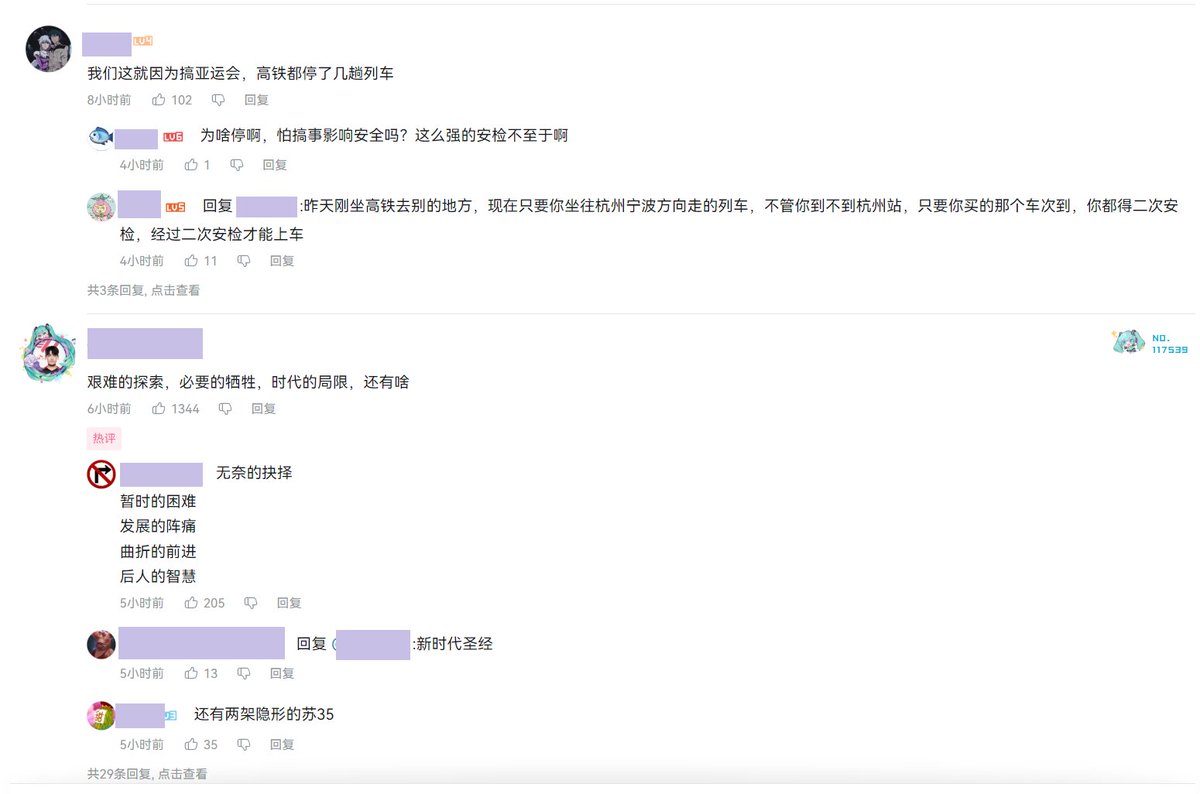 LV4
我们这就因为搞亚运会，高铁都停了几趟列车
8小时前 102 回复
LV6 为啥停啊，怕搞事影响安全吗？这么强的安检不至于啊
4小时前 1 回复
LV5 回复 :昨天刚坐高铁去别的地方，现在只要你坐往杭州宁波方向走的列车，不管你到不到杭州站，只要你买的那个车次到，你都得二次安
检，经过二次安检才能上车
4小时前 11 回复
共3条回复, 点击查看
NO.
117539
艰难的探索，必要的牺牲，时代的局限，还有啥
6小时前 1344 回复
热评
无奈的抉择
暂时的困难
发展的阵痛
曲折的前进
后人的智慧
5小时前 205 回复
回复 :新时代圣经
5小时前 13 回复
还有两架隐形的苏35
5小时前 35 回复
共29条回复, 点击查看